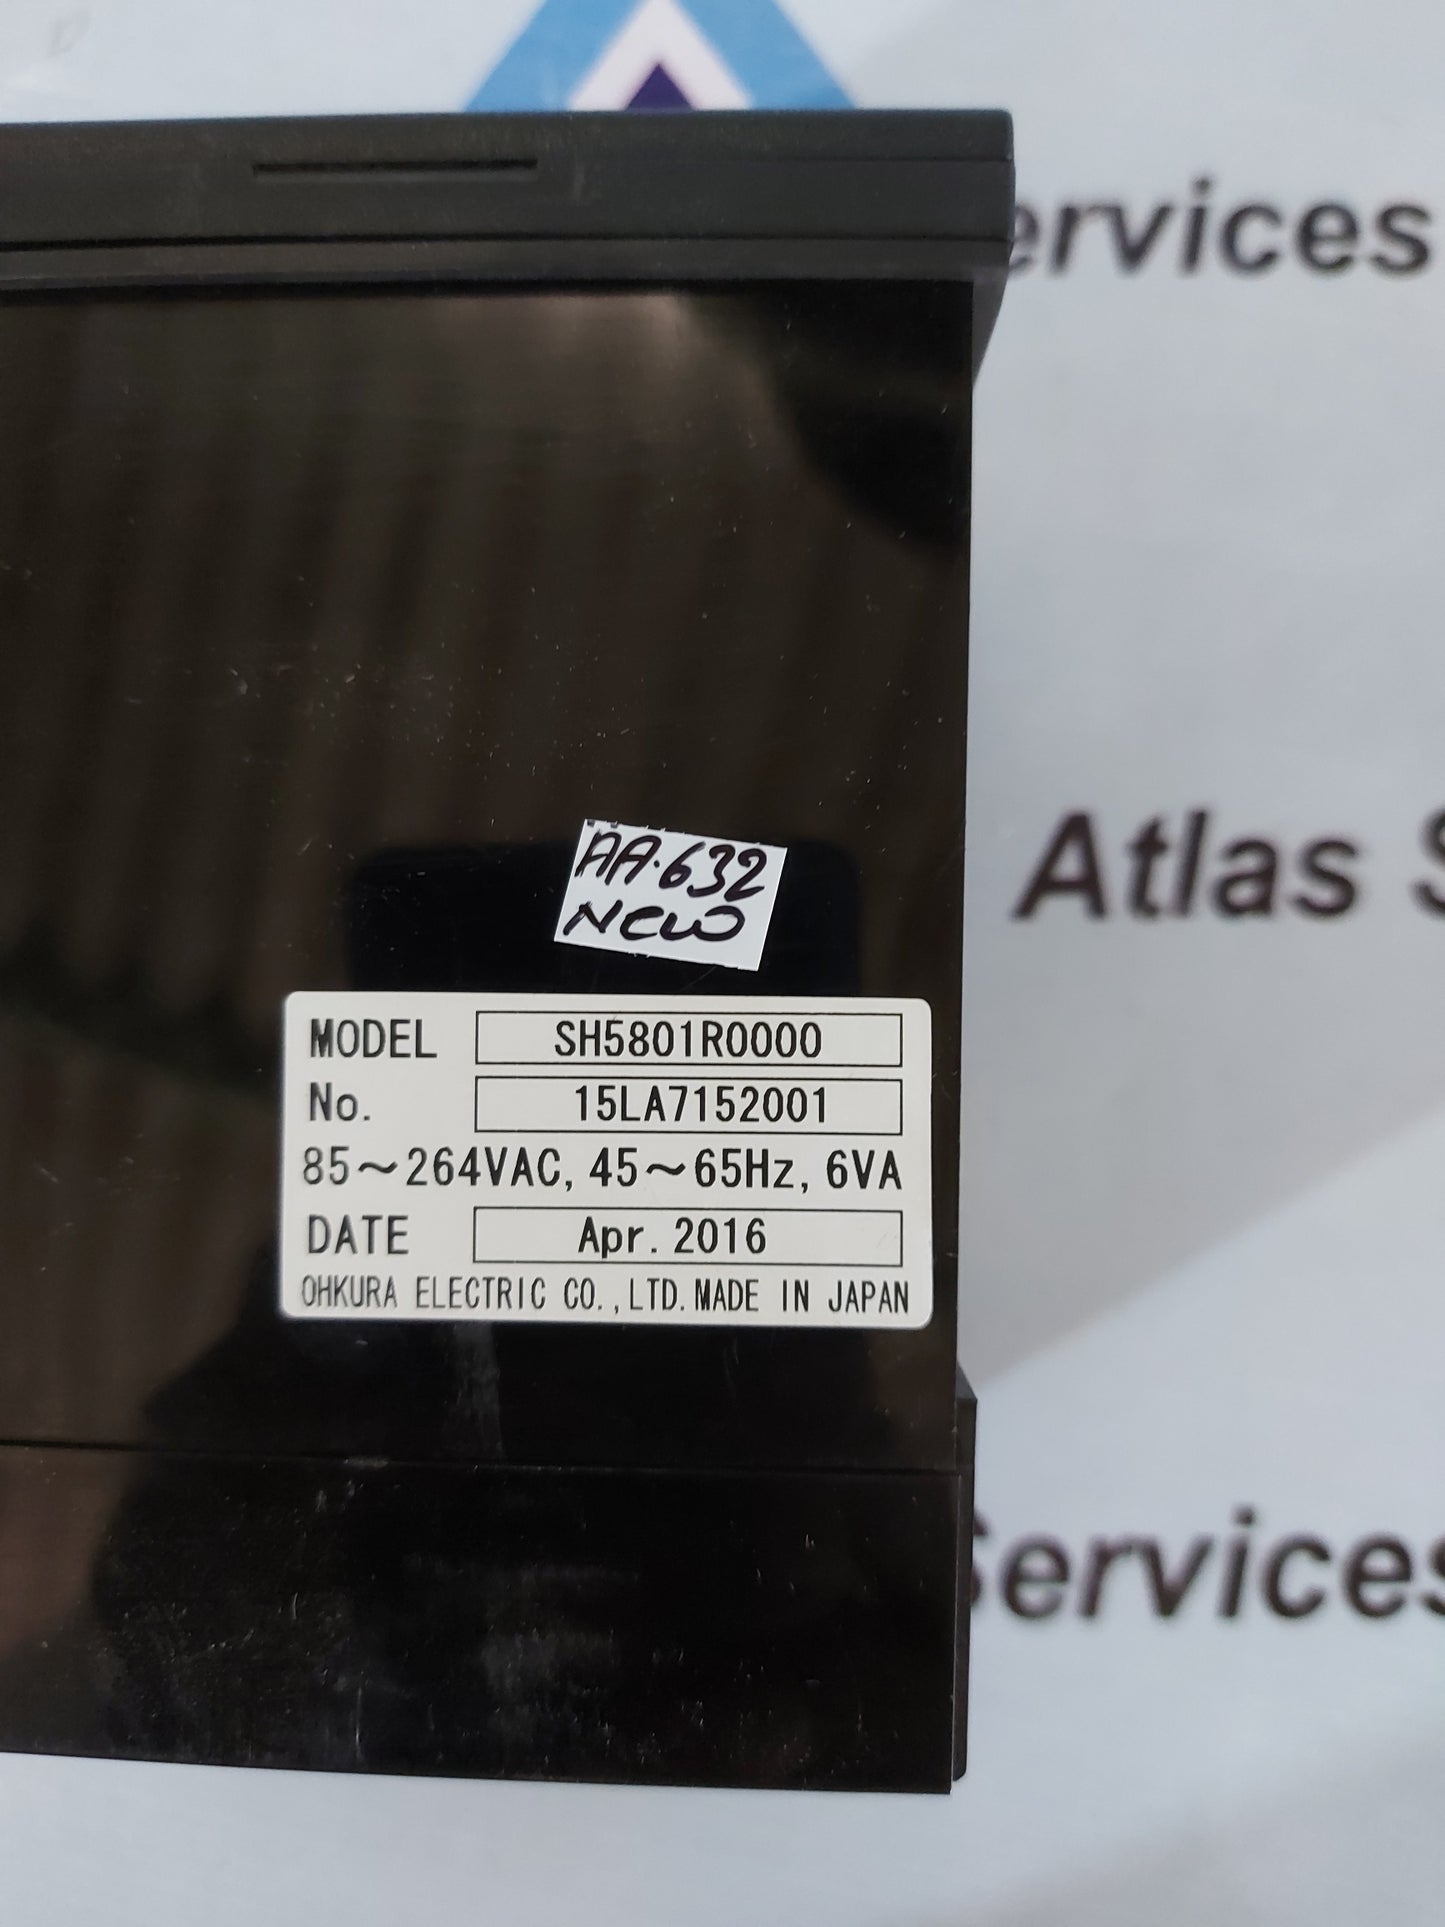 ervices
Atlas S
AA.632
New
MODEL SH5801R0000
No. 15LA7152001
85~264VAC, 45~65Hz, 6VA
DATE Apr. 2016
OHKURA ELECTRIC CO., LTD. MADE IN JAPAN
Services